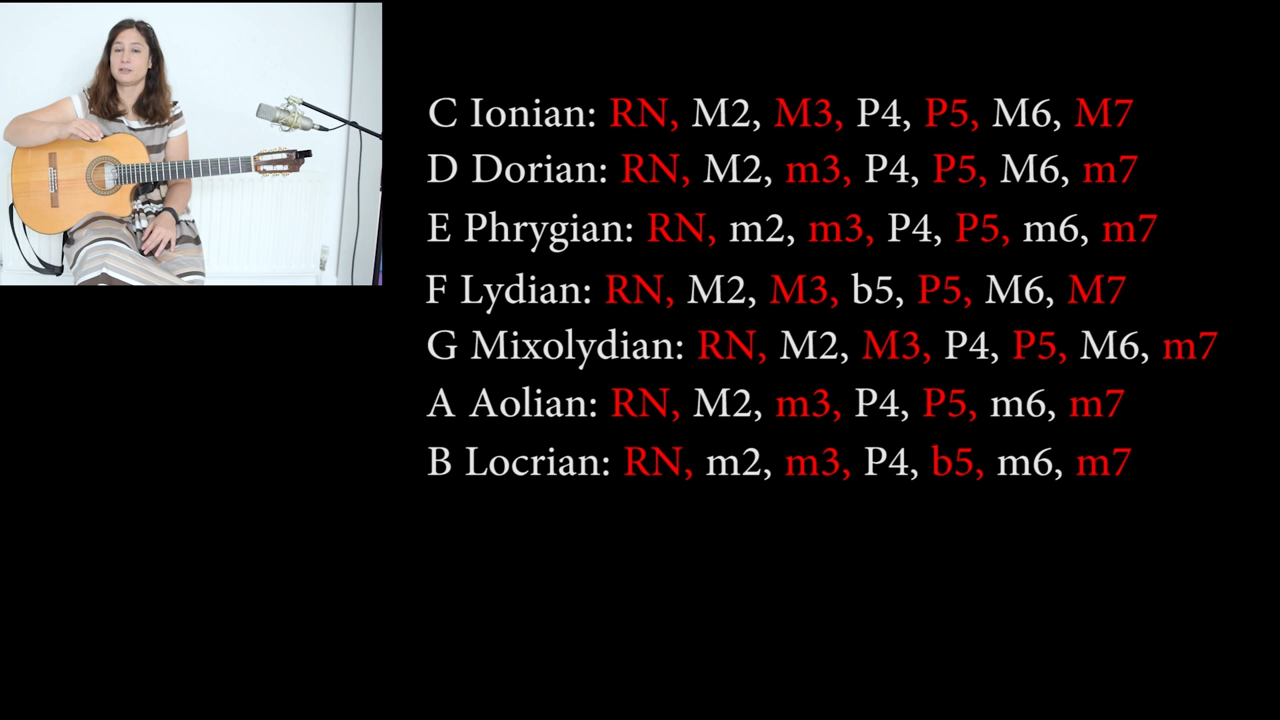 C Ionian: RN, M2, M3, P4, P5, M6, M7
D Dorian: RN, M2, m3, P4, P5, M6, m7
E Phrygian: RN, m2, m3, P4, P5, m6, m7
F Lydian: RN, M2, M3, b5, P5, M6, M7
G Mixolydian: RN, M2, M3, P4, P5, M6, m7
A Aolian: RN, M2, m3, P4, P5, m6, m7
B Locrian: RN, m2, m3, P4, b5, m6, m7